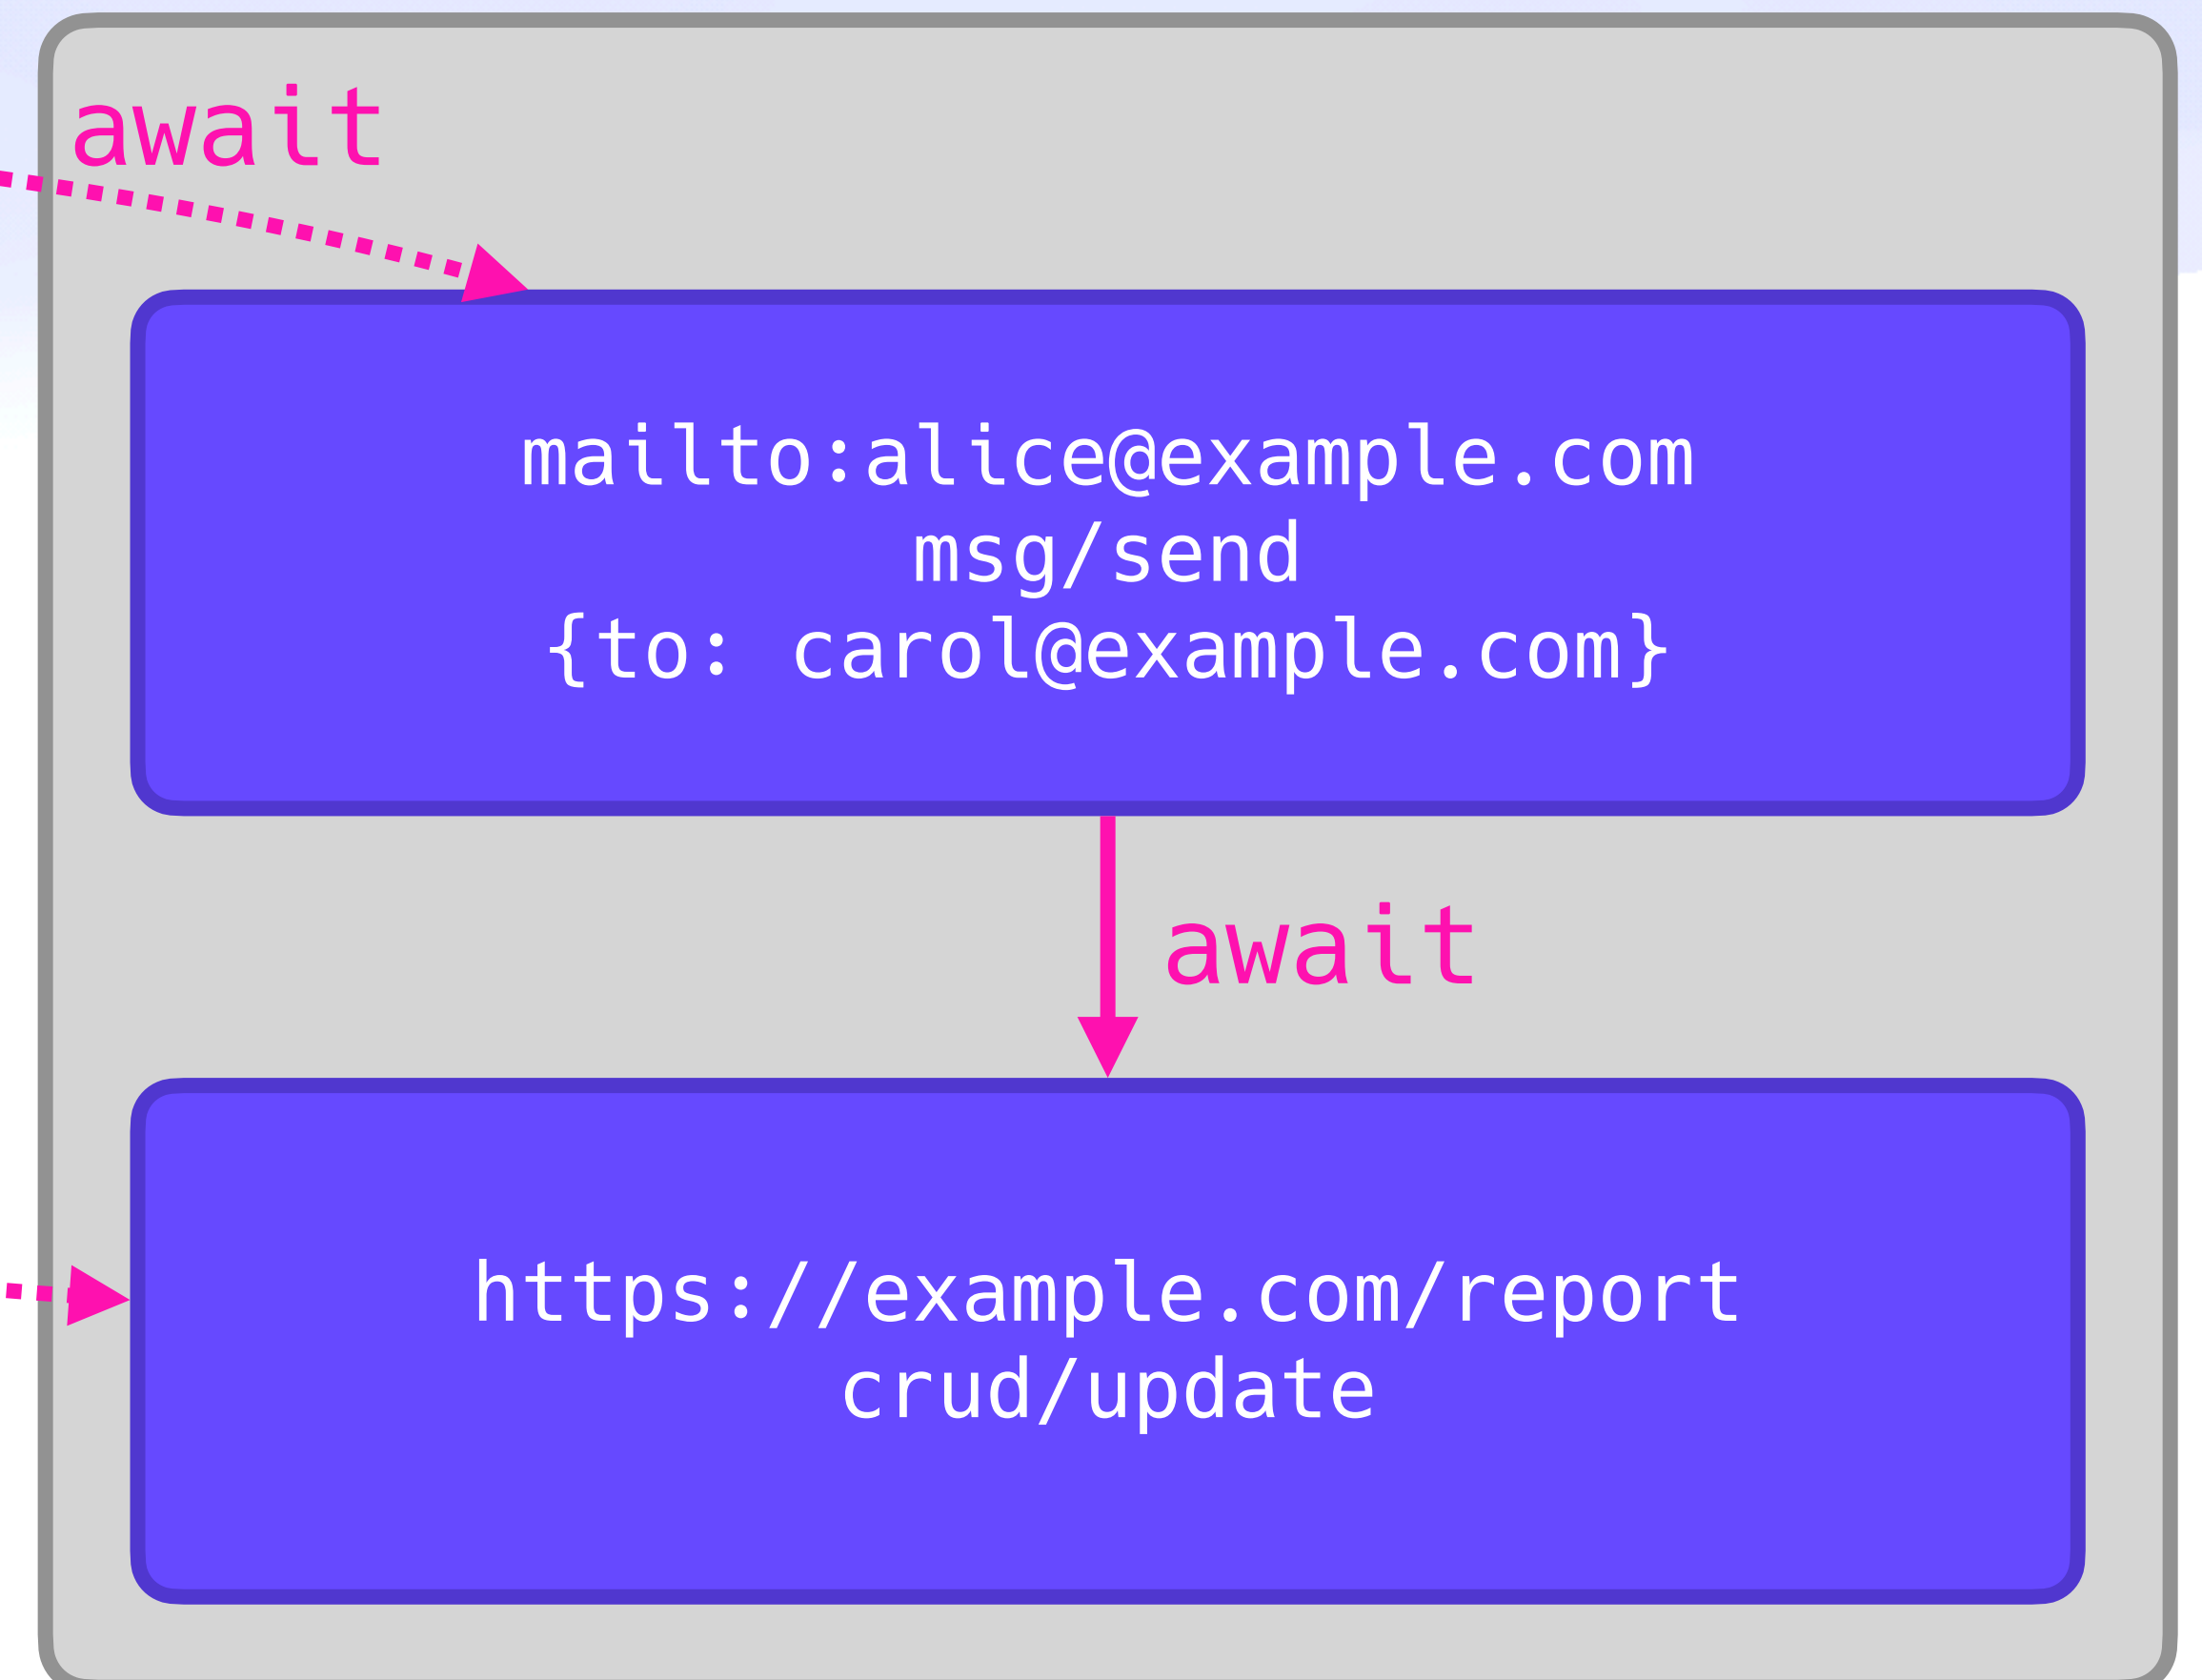 await
mailto:alice@example.com
msg/send
{to: carol@example.com}
await
https://example.com/report
crud/update